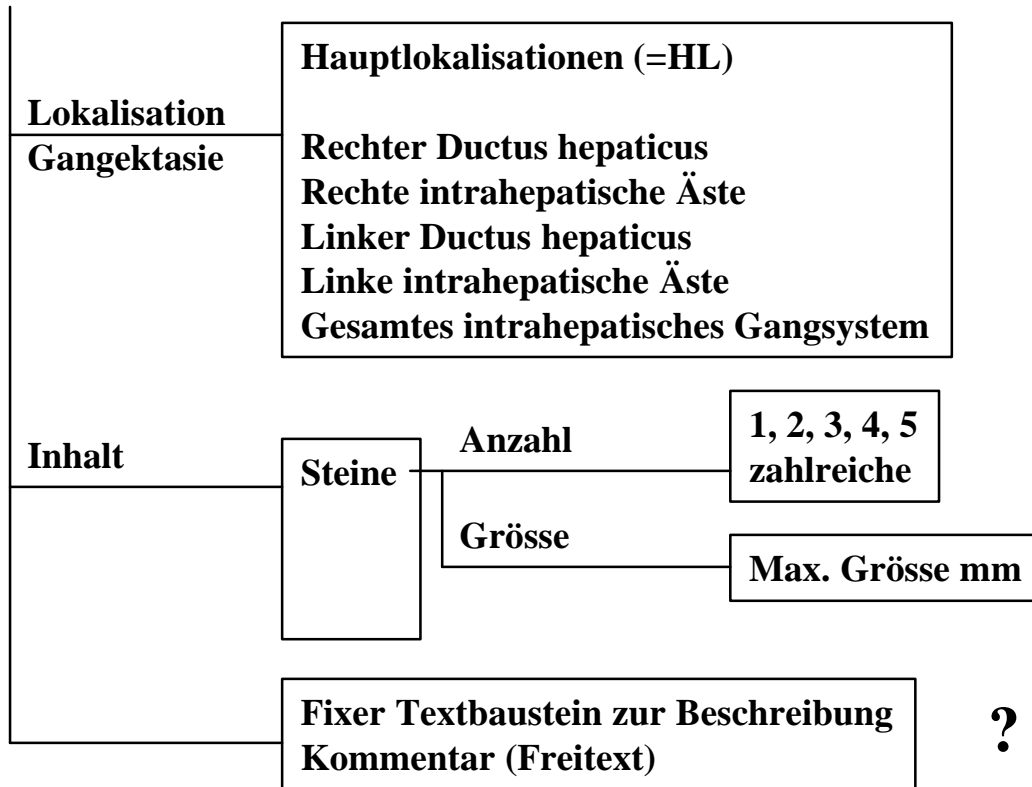 Hauptlokalisationen (=HL)
Lokalisation
Gangektasie
Rechter Ductus hepaticus
Rechte intrahepatische Äste
Linker Ductus hepaticus
Linke intrahepatische Äste
Gesamtes intrahepatisches Gangsystem
Inhalt
Steine
Anzahl
1, 2, 3, 4, 5
zahlreiche
Grösse
Max. Grösse mm
Fixer Textbaustein zur Beschreibung
Kommentar (Freitext)
?